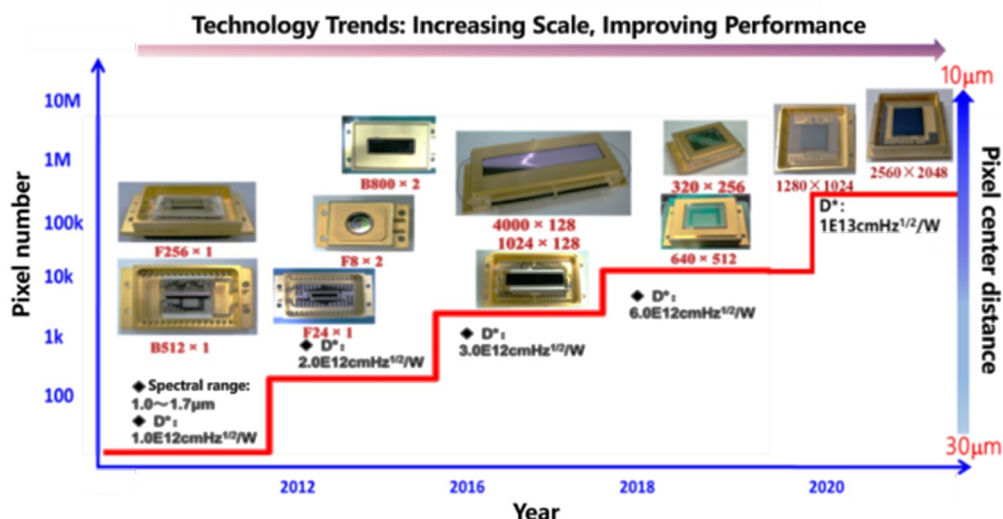 Technology Trends: Increasing Scale, Improving Performance
10μm
10M
1M
100k
10k
1k
100
Pixel number
B800 × 2
F256 × 1
F8 × 2
B512 × 1
F24 × 1
4000 × 128
1024 × 128
320 × 256
640 × 512
1280×1024
2560×2048
◆ Spectral range:
1.0～1.7μm
◆ D*:
1.0E12cmHz1/2/W
◆ D*:
2.0E12cmHz1/2/W
◆ D*:
3.0E12cmHz1/2/W
◆ D*:
6.0E12cmHz1/2/W
D*:
1E13cmHz1/2/W
Pixel center distance
30μm
2012
2016
2018
2020
Year